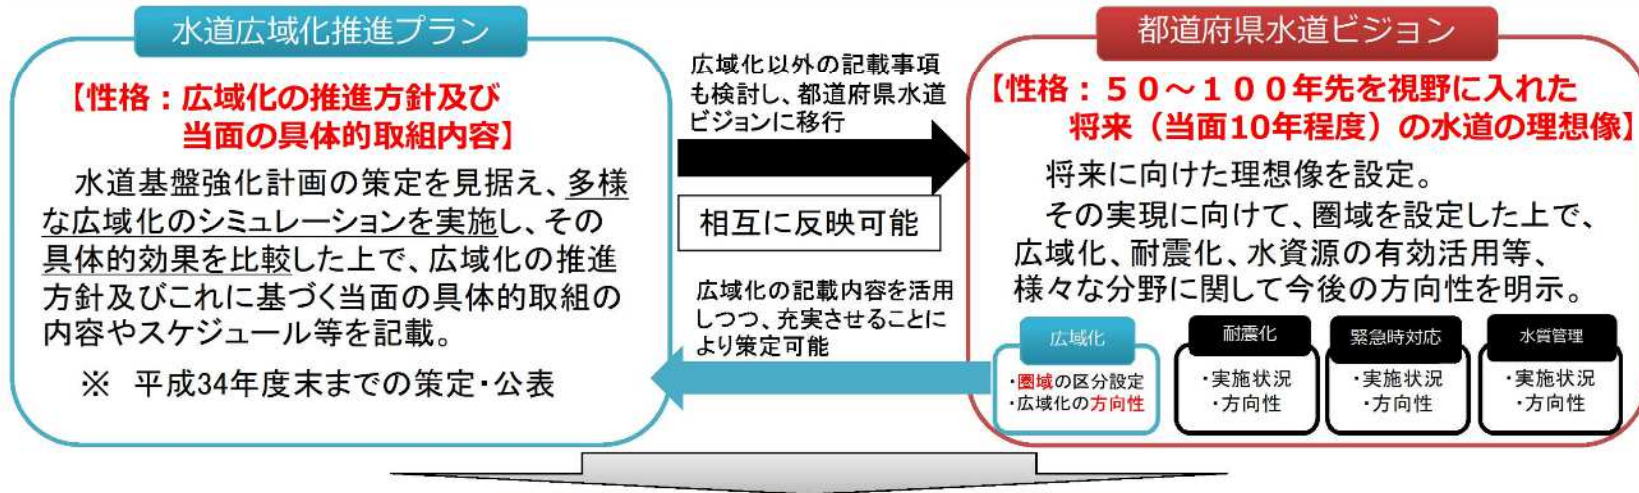 水道広域化推進プラン
【性格：広域化の推進方針及び
当面の具体的取組内容】
水道基盤強化計画の策定を見据え、多様
な広域化のシミュレーションを実施し、その
具体的効果を比較した上で、広域化の推進
方針及びこれに基づく当面の具体的取組の
内容やスケジュール等を記載。
※　平成34年度末までの策定・公表
広域化以外の記載事項
も検討し、都道府県水道
ビジョンに移行
相互に反映可能
広域化の記載内容を活用
しつつ、充実させることに
より策定可能
都道府県水道ビジョン
【性格：５０～１００年先を視野に入れた
将来（当面10年程度）の水道の理想像】
将来に向けた理想像を設定。
その実現に向けて、圏域を設定した上で、
広域化、耐震化、水資源の有効活用等、
様々な分野に関して今後の方向性を明示。
広域化
・圏域の区分設定
・広域化の方向性
耐震化
・実施状況
・方向性
緊急時対応
・実施状況
・方向性
水質管理
・実施状況
・方向性